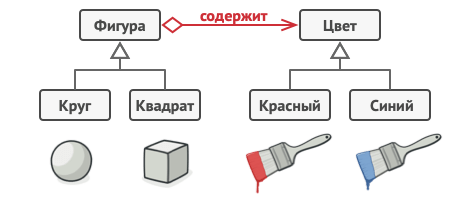 содержит
Фигура
Цвет
Круг
Квадрат
Красный
Синий